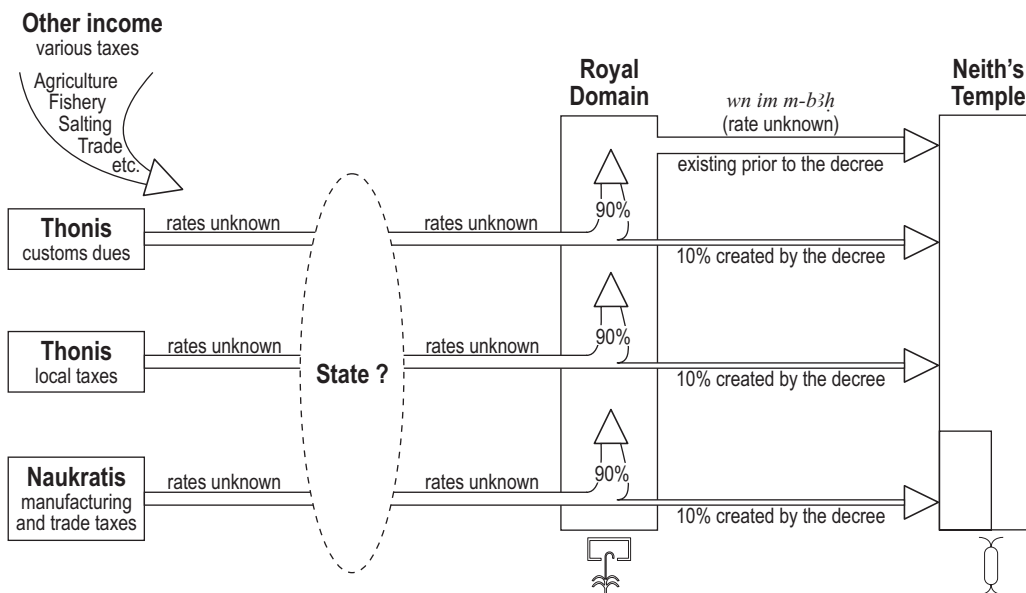 Other income
various taxes
Agriculture
Fishery
Salting
Trade
etc.
Royal
Domain
Neith's
Temple
wn im m-bꜣḥ
(rate unknown)
existing prior to the decree
Thonis
customs dues
rates unknown
rates unknown
90%
10% created by the decree
Thonis
local taxes
rates unknown
State ?
rates unknown
90%
10% created by the decree
Naukratis
manufacturing
and trade taxes
rates unknown
rates unknown
90%
10% created by the decree